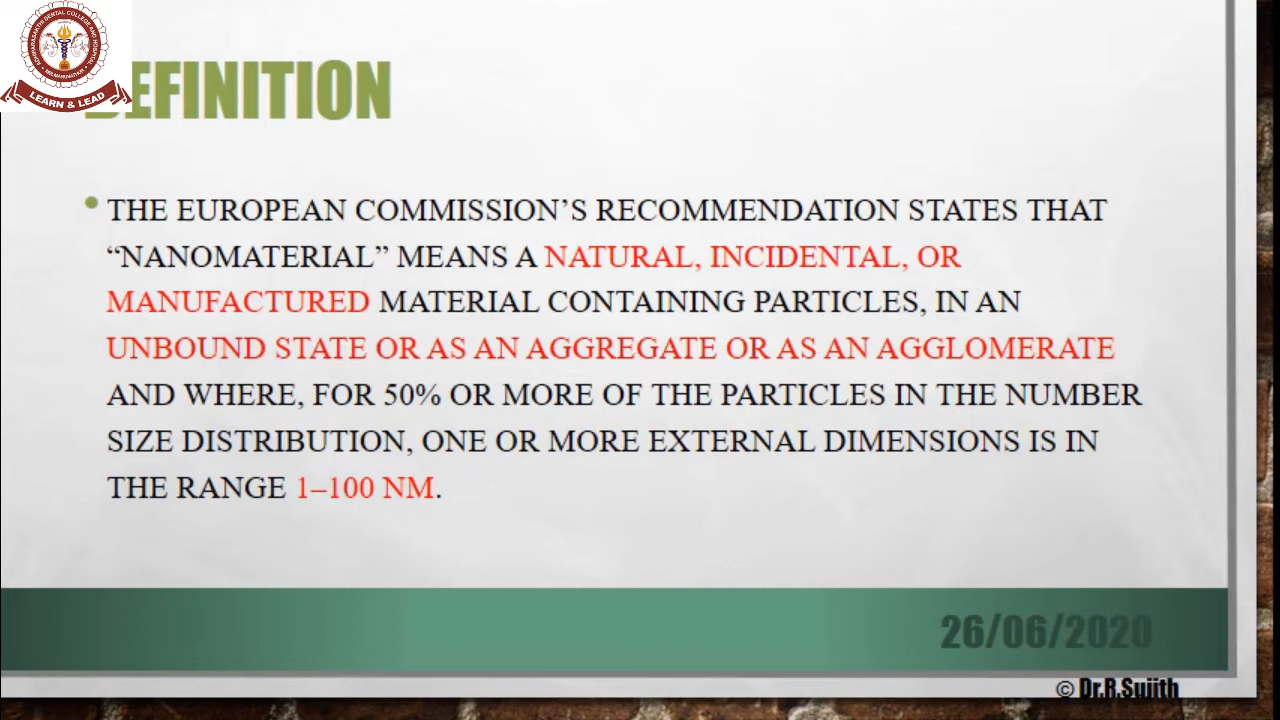 LEARN & LEAD
DEFINITION
• THE EUROPEAN COMMISSION’S RECOMMENDATION STATES THAT
“NANOMATERIAL” MEANS A NATURAL, INCIDENTAL, OR
MANUFACTURED MATERIAL CONTAINING PARTICLES, IN AN
UNBOUND STATE OR AS AN AGGREGATE OR AS AN AGGLOMERATE
AND WHERE, FOR 50% OR MORE OF THE PARTICLES IN THE NUMBER
SIZE DISTRIBUTION, ONE OR MORE EXTERNAL DIMENSIONS IS IN
THE RANGE 1–100 NM.
26/06/2020
© Dr.R.Sujith